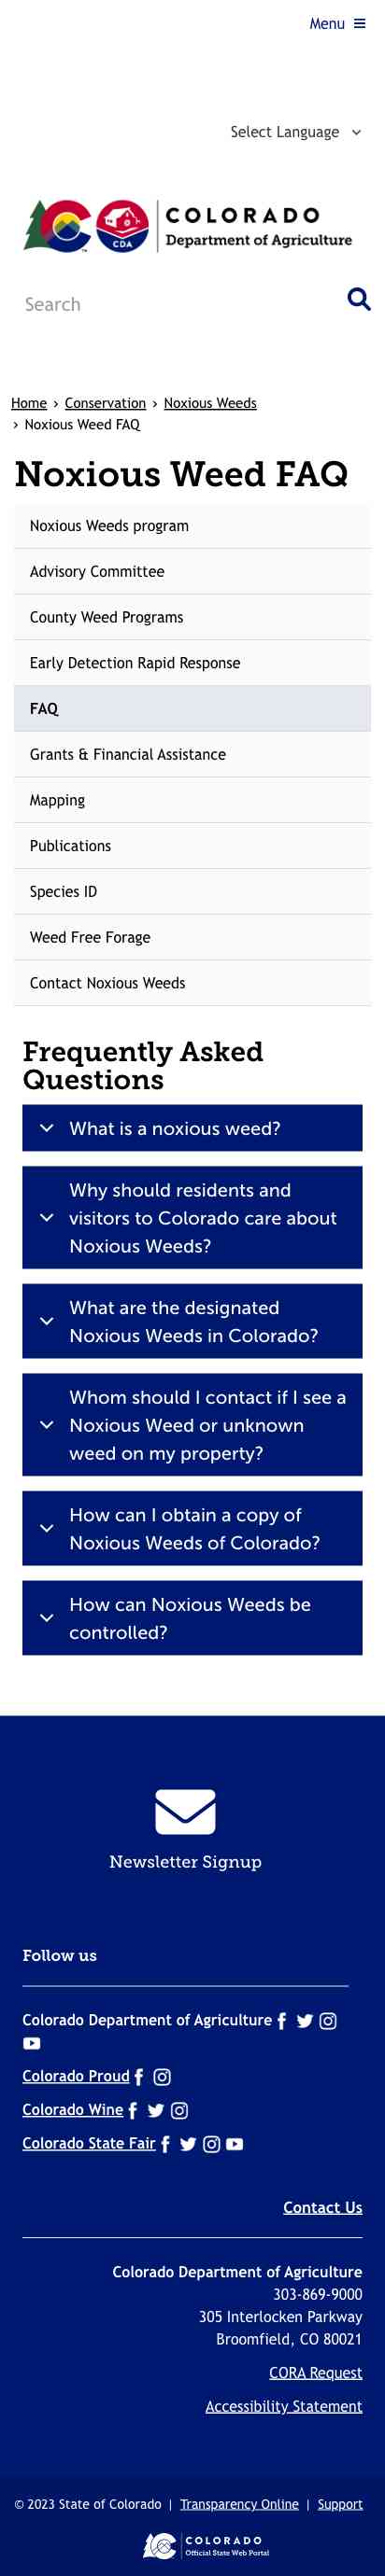 Menu
Select Language
COLORADO
CO
CDA
Department of Agriculture
TM
Search
Home › Conservation › Noxious Weeds
› Noxious Weed FAQ
Noxious Weed FAQ
Noxious Weeds program
Advisory Committee
County Weed Programs
Early Detection Rapid Response
FAQ
Grants & Financial Assistance
Mapping
Publications
Species ID
Weed Free Forage
Contact Noxious Weeds
Frequently Asked
Questions
What is a noxious weed?
Why should residents and
visitors to Colorado care about
Noxious Weeds?
What are the designated
Noxious Weeds in Colorado?
Whom should I contact if I see a
Noxious Weed or unknown
weed on my property?
How can I obtain a copy of
Noxious Weeds of Colorado?
How can Noxious Weeds be
controlled?
Newsletter Signup
Follow us
Colorado Department of Agriculture
Colorado Proud
Colorado Wine
Colorado State Fair
Contact Us
Colorado Department of Agriculture
303-869-9000
305 Interlocken Parkway
Broomfield, CO 80021
CORA Request
Accessibility Statement
© 2023 State of Colorado | Transparency Online | Support
COLORADO
Official State Web Portal